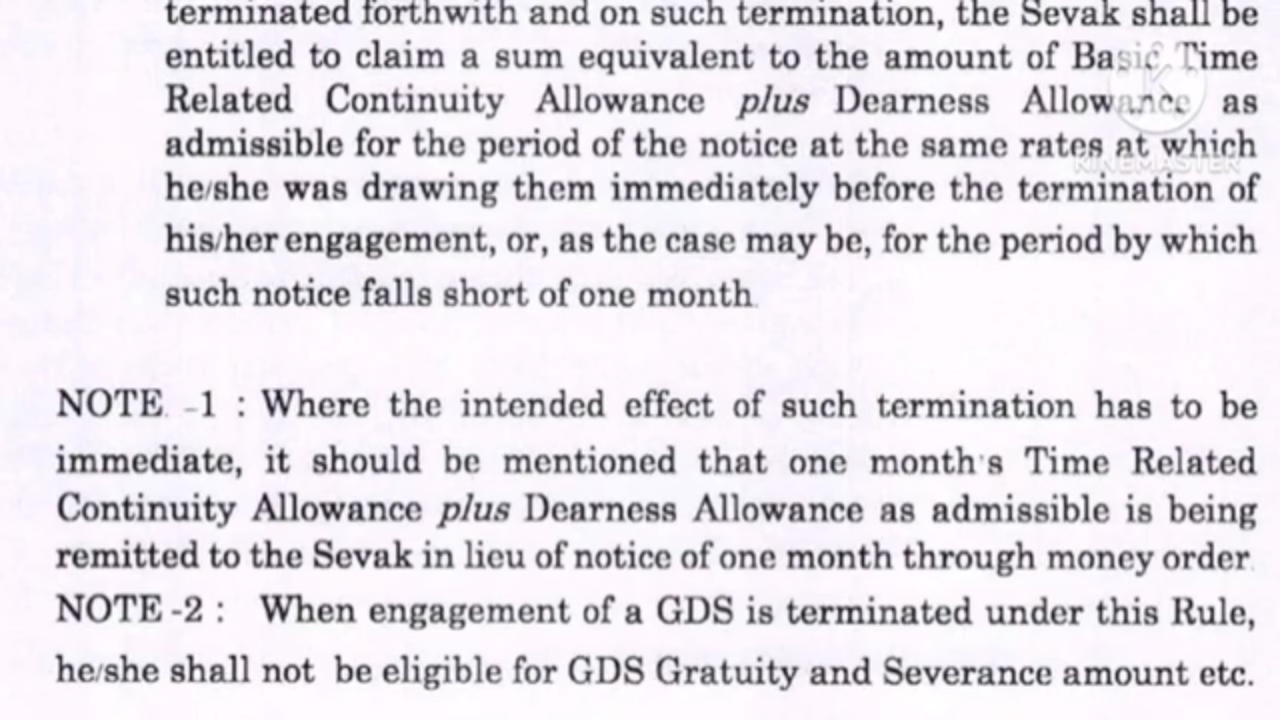 terminated forthwith and on such termination, the Sevak shall be
entitled to claim a sum equivalent to the amount of Basic Time
Related Continuity Allowance plus Dearness Allowance as
admissible for the period of the notice at the same rates at which
KINEMASTER
he/she was drawing them immediately before the termination of
his/her engagement, or, as the case may be, for the period by which
such notice falls short of one month.
NOTE. -1 : Where the intended effect of such termination has to be
immediate, it should be mentioned that one month's Time Related
Continuity Allowance plus Dearness Allowance as admissible is being
remitted to the Sevak in lieu of notice of one month through money order.
NOTE -2 : When engagement of a GDS is terminated under this Rule,
he/she shall not be eligible for GDS Gratuity and Severance amount etc.